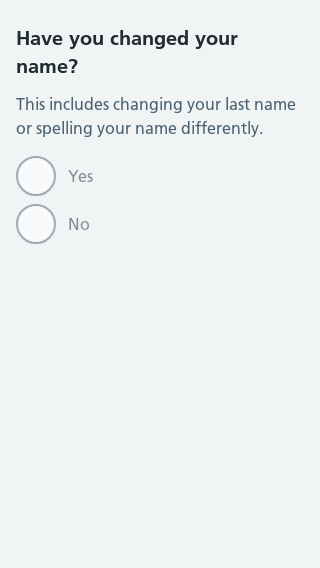 Have you changed your
name?
This includes changing your last name
or spelling your name differently.
Yes
No